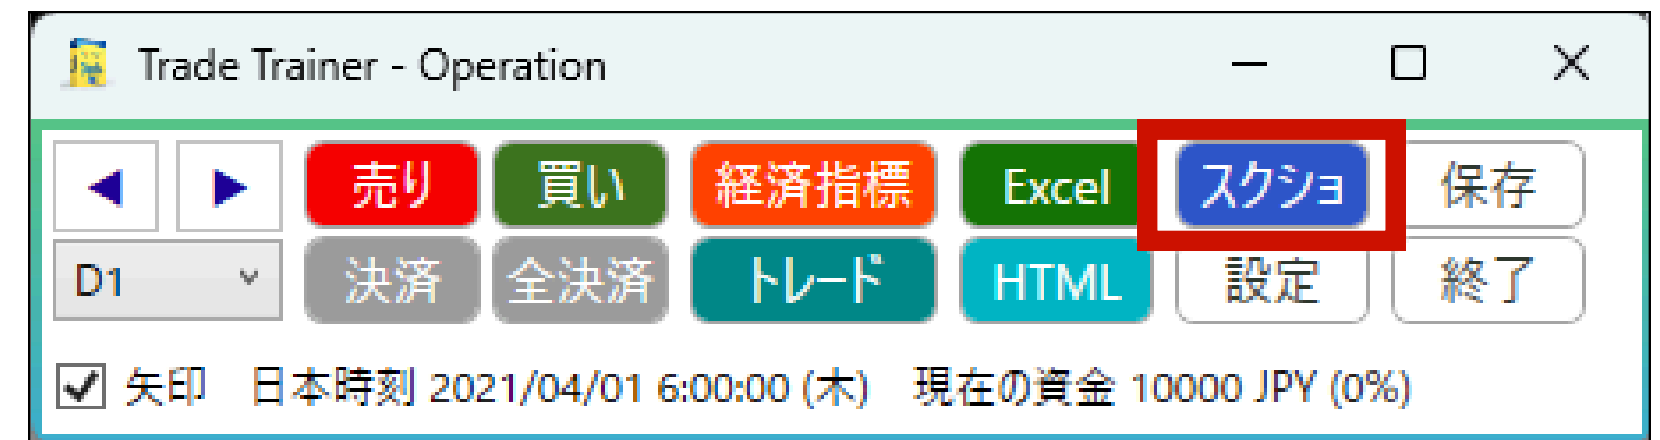 Trade Trainer - Operation
売り 買い 経済指標 Excel スクショ 保存
D1 決済 全決済 トレード HTML 設定 終了
矢印 日本時刻 2021/04/01 6:00:00 (木) 現在の資金 10000 JPY (0%)